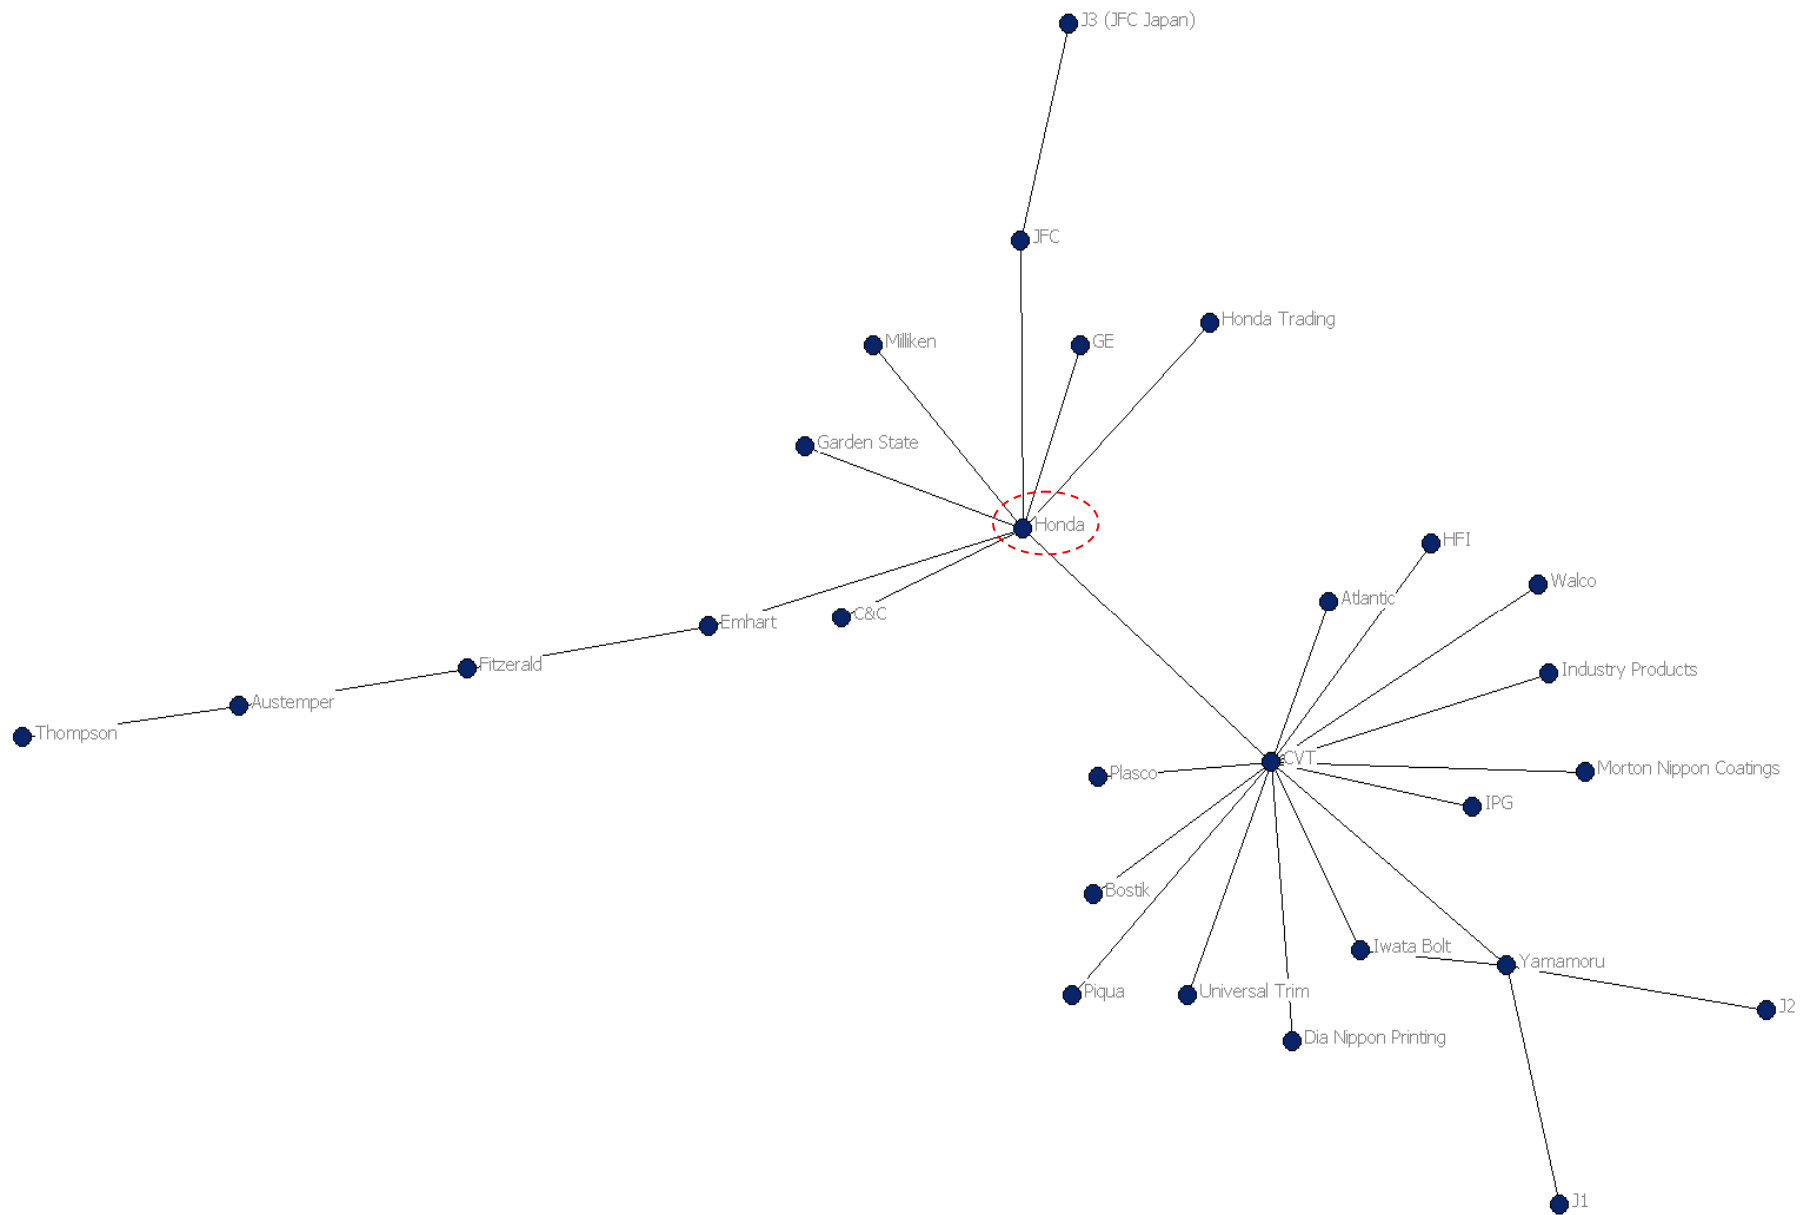 J3 (JFC Japan)
JFC
Honda Trading
Milliken
GE
Garden State
Honda
HFI
Walco
Atlantic
C&C
Emhart
Fitzerald
Industry Products
Austemper
Thompson
CVT
Plasco
Morton Nippon Coatings
IPG
Bostik
Iwata Bolt
Yamamoru
Piqua
Universal Trim
J2
Dia Nippon Printing
J1